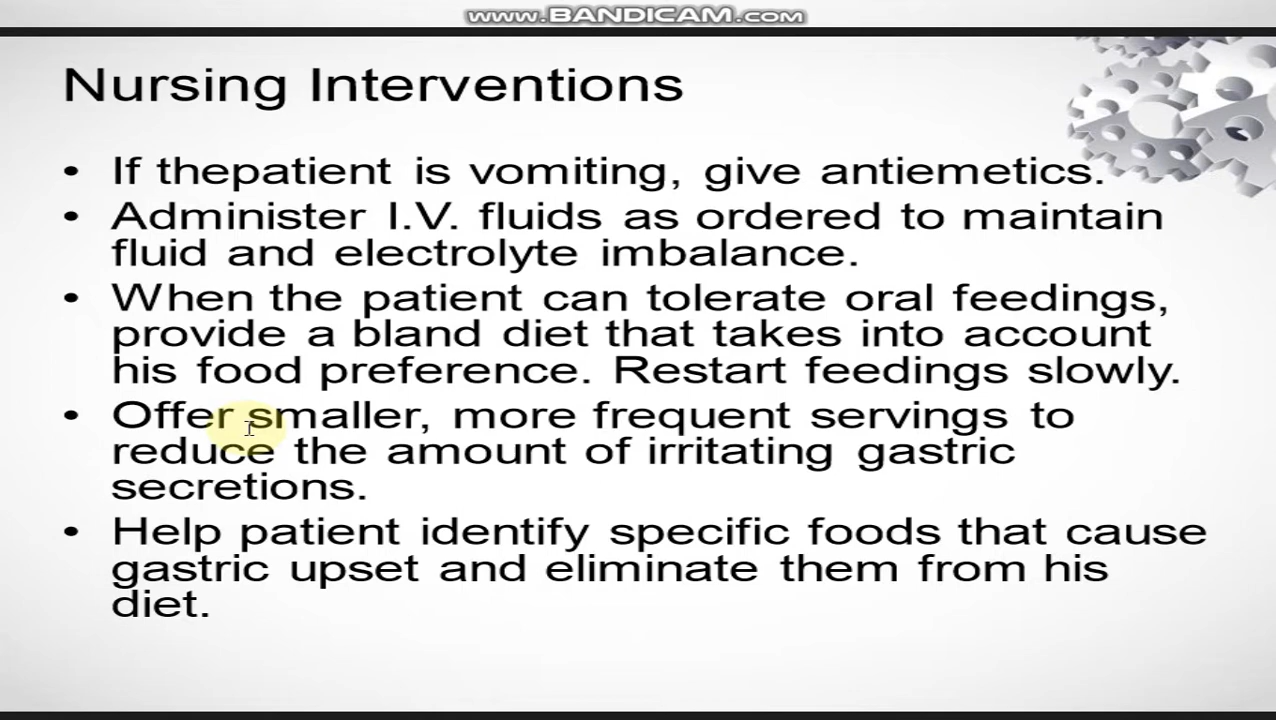 www.BANDICAM.com
Nursing Interventions
• If thepatient is vomiting, give antiemetics.
• Administer I.V. fluids as ordered to maintain
fluid and electrolyte imbalance.
• When the patient can tolerate oral feedings,
provide a bland diet that takes into account
his food preference. Restart feedings slowly.
• Offer smaller, more frequent servings to
reduce the amount of irritating gastric
secretions.
• Help patient identify specific foods that cause
gastric upset and eliminate them from his
diet.